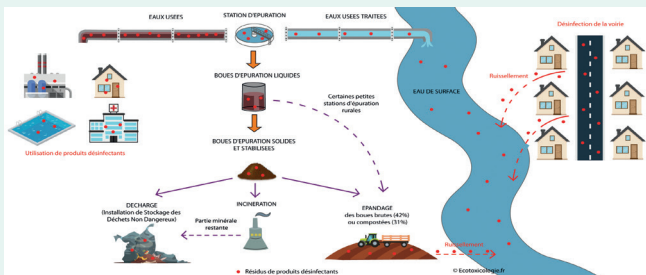 EAUX USEES
STATION D'EPURATION
EAUX USEES TRAITEES
Désinfection de la voirie
BOUES D'EPURATION LIQUIDES
Certaines petites
stations d'épuration
rurales
Ruissellement
EAU DE SURFACE
Utilisation de produits désinfectants
BOUES D'EPURATION SOLIDES
ET STABILISEES
DECHARGE
(Installation de Stockage des
Déchets Non Dangereux)
Partie minérale
restante
INCINERATION
EPANDAGE
des boues brutes (42%)
ou compostées (31%)
Ruissellement
Résidus de produits désinfectants
© Ecotoxicologie.fr